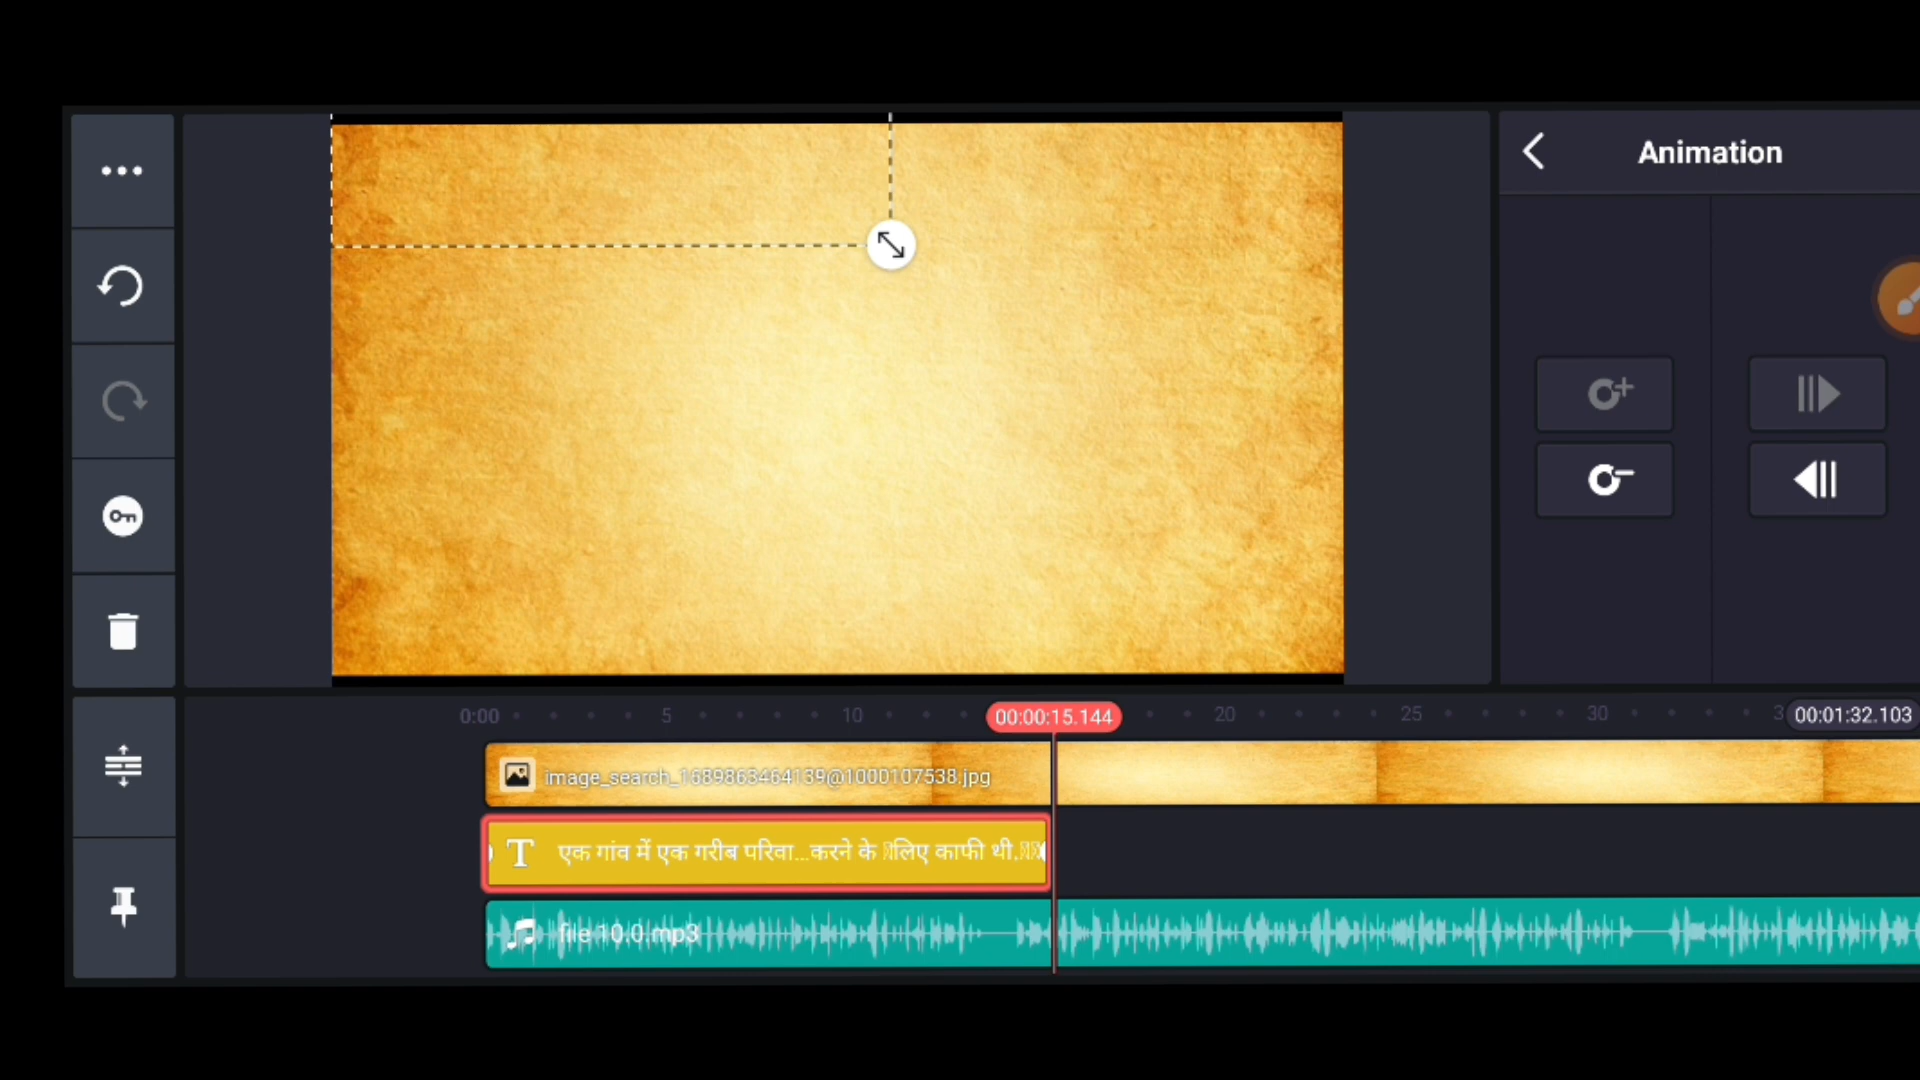 Animation
0:00 5 10 00:00:15.144 20 25 30 3 00:01:32.103
image_search_1689863464139@1000107538.jpg
T एक गांव में एक गरीब परिवा...करने के लिए काफी थी.
file 10.0.mp3